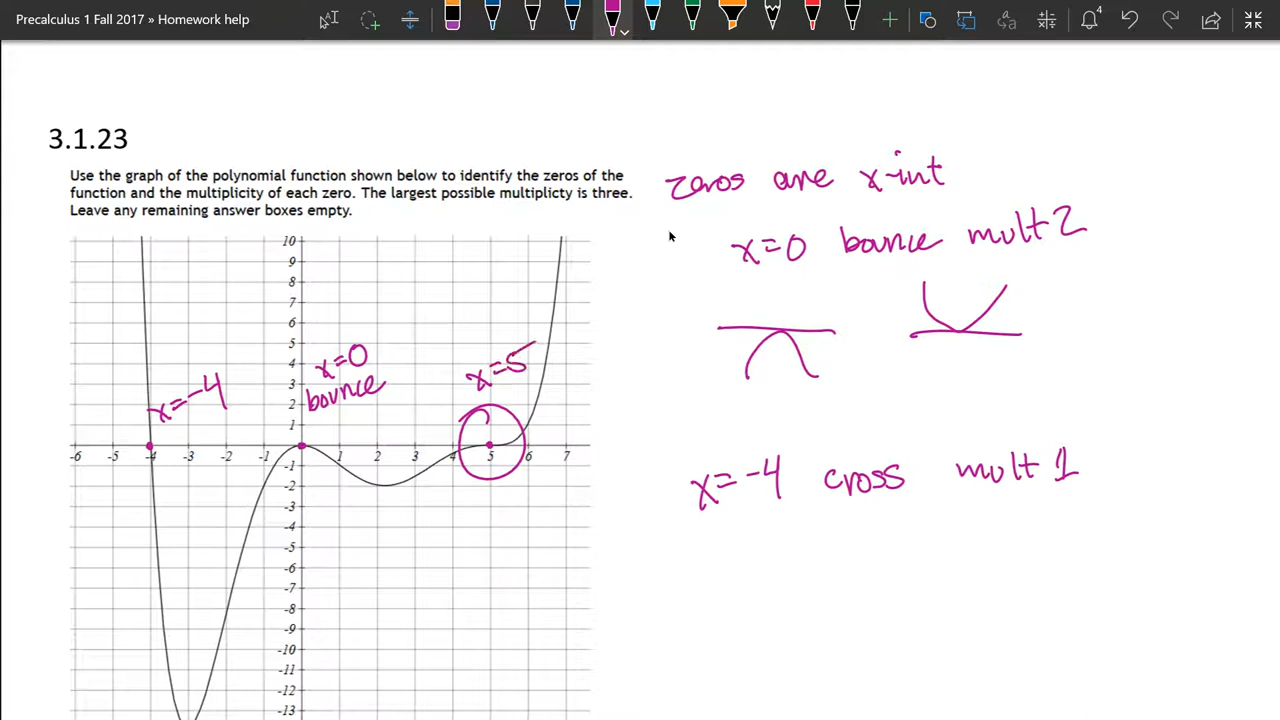 Precalculus 1 Fall 2017 » Homework help
4
3.1.23
Use the graph of the polynomial function shown below to identify the zeros of the
function and the multiplicity of each zero. The largest possible multiplicty is three.
Leave any remaining answer boxes empty.
zeros are x-int
x=0 bounce mult 2
10
9
8
7
6
5
4
3
2
1
-6 -5 -4 -3 -2 -1 1 2 3 4 5 6 7
-1
-2
-3
-4
-5
-6
-7
-8
-9
-10
-11
-12
-13
x=-4
x=0
bounce
x=5
x=-4 cross mult 1